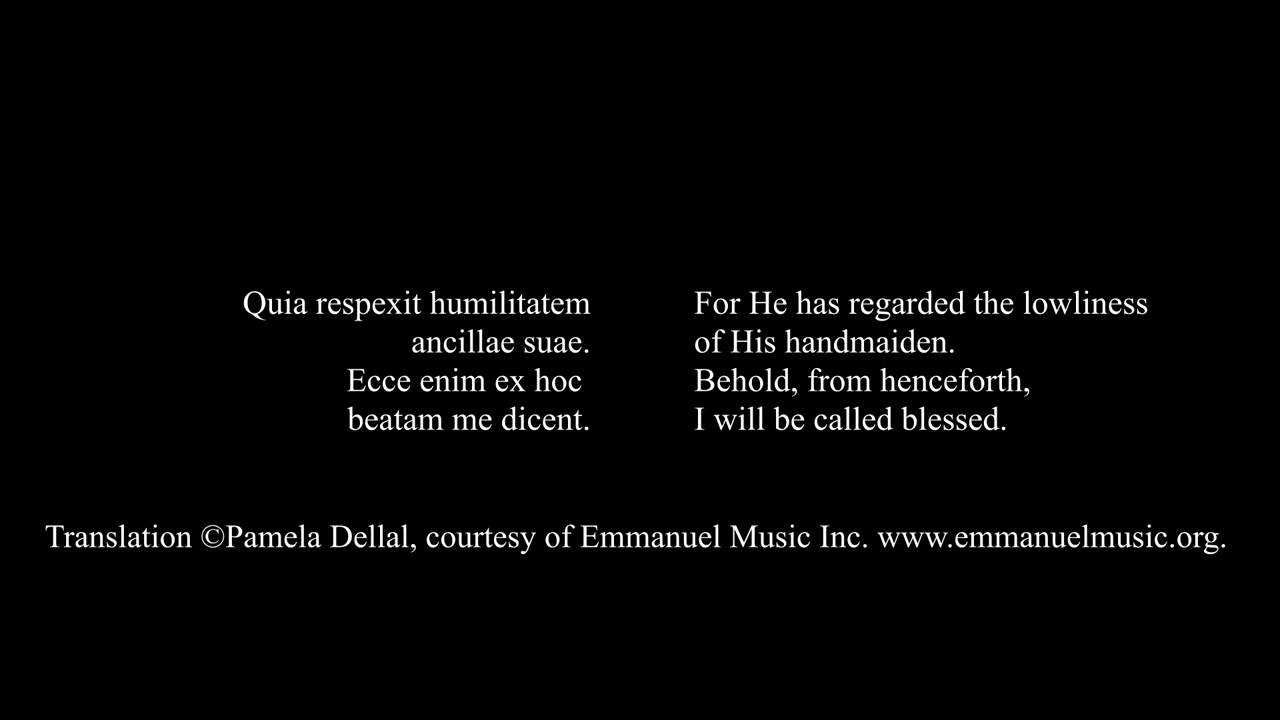 Quia respexit humilitatem
ancillae suae.
Ecce enim ex hoc
beatam me dicent.
For He has regarded the lowliness
of His handmaiden.
Behold, from henceforth,
I will be called blessed.
Translation ©Pamela Dellal, courtesy of Emmanuel Music Inc. www.emmanuelmusic.org.